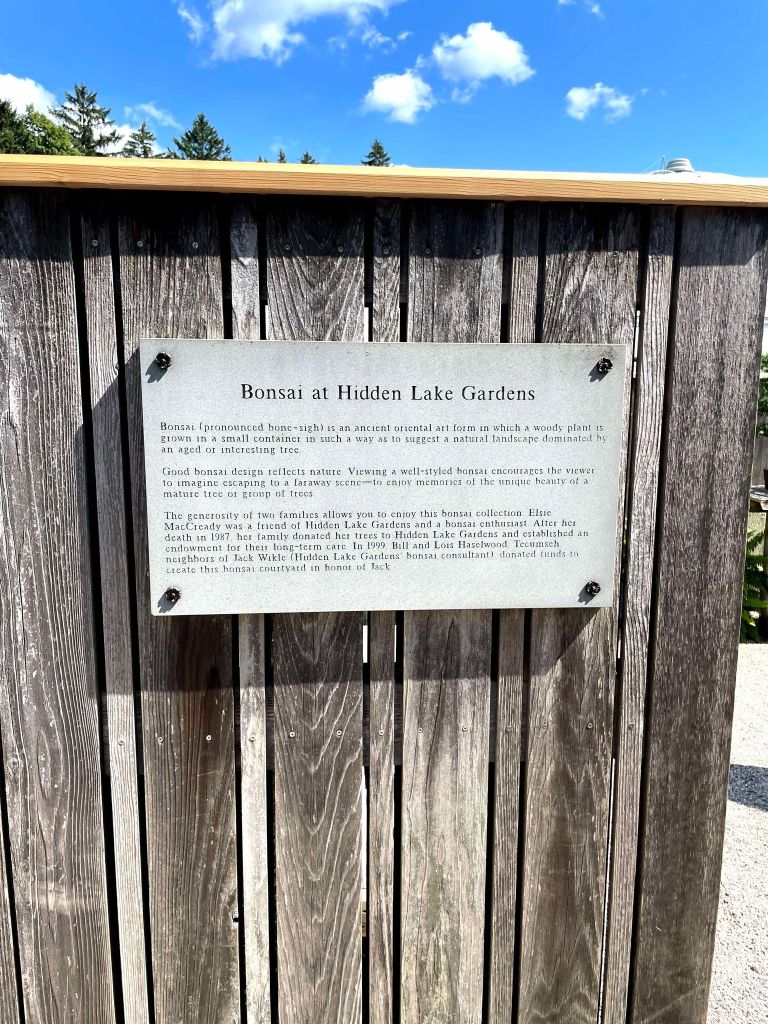 Bonsai at Hidden Lake Gardens
Bonsai (pronounced bone-sigh) is an ancient oriental art form in which a woody plant is
grown in a small container in such a way as to suggest a natural landscape dominated by
an aged or interesting tree.
Good bonsai design reflects nature. Viewing a well-styled bonsai encourages the viewer
to imagine escaping to a faraway scene—to enjoy memories of the unique beauty of a
mature tree or group of trees.
The generosity of two families allows you to enjoy this bonsai collection. Elsie
MacCready was a friend of Hidden Lake Gardens and a bonsai enthusiast. After her
death in 1987, her family donated her trees to Hidden Lake Gardens and established an
endowment for their long-term care. In 1999, Bill and Lois Haselwood, Tecumseh
neighbors of Jack Wikle (Hidden Lake Gardens' bonsai consultant), donated funds to
create this bonsai courtyard in honor of Jack.